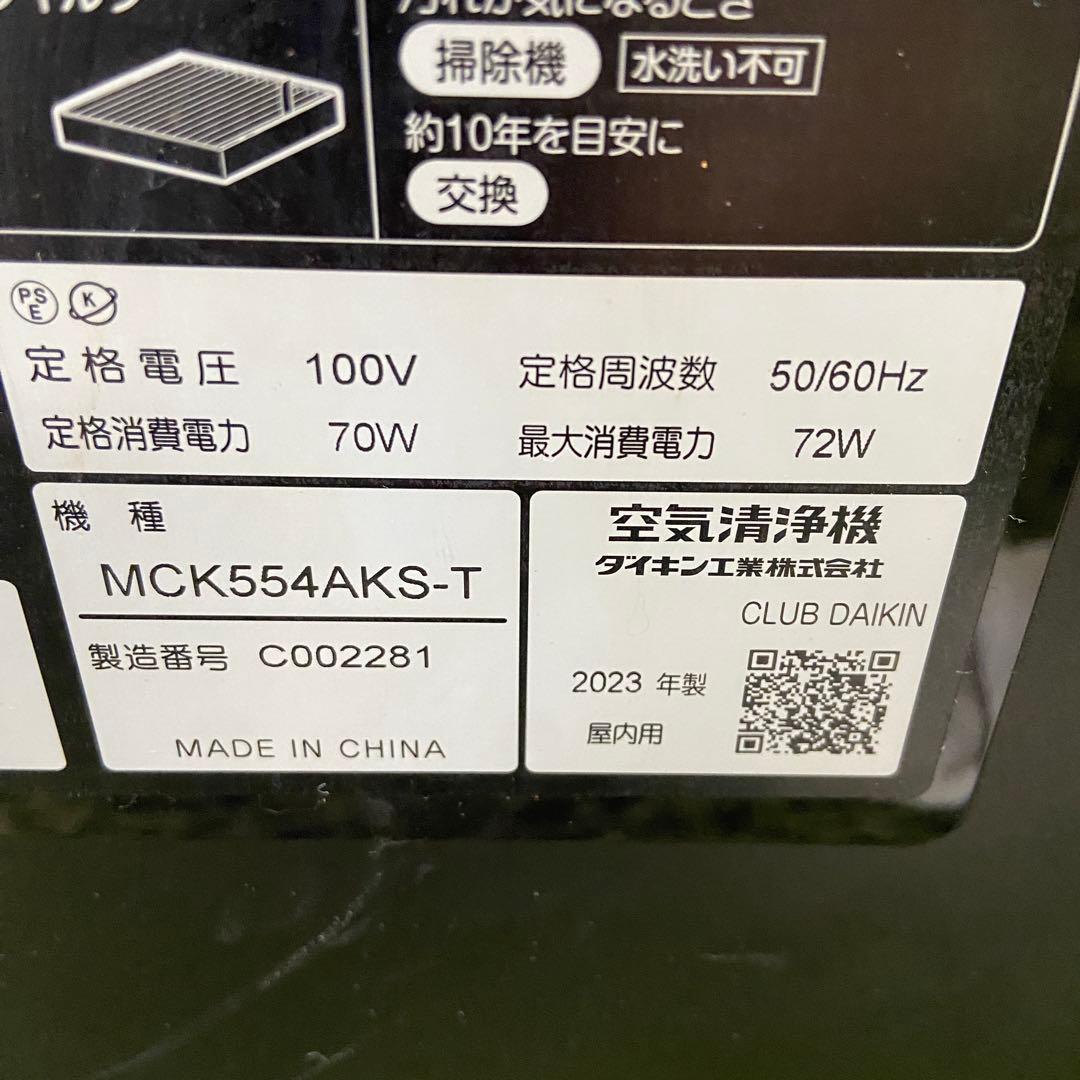 汚れが気になるとき
掃除機 水洗い不可
約10年を目安に
交換
PSE K
定格電圧 100V 定格周波数 50/60Hz
定格消費電力 70W 最大消費電力 72W
機種
MCK554AKS-T
製造番号 C002281
MADE IN CHINA
空気清浄機
ダイキン工業株式会社
CLUB DAIKIN
2023 年製
屋内用